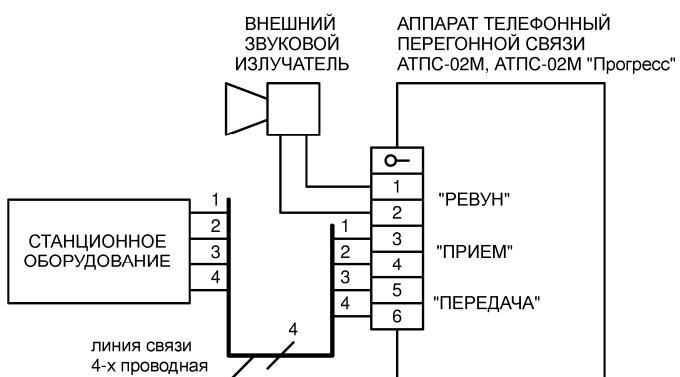 ВНЕШНИЙ
ЗВУКОВОЙ
ИЗЛУЧАТЕЛЬ
АППАРАТ ТЕЛЕФОННЫЙ
ПЕРЕГОННОЙ СВЯЗИ
АТПС-02М, АТПС-02М "Прогресс"
1
2
"РЕВУН"
3
4
"ПРИЕМ"
5
6
"ПЕРЕДАЧА"
СТАНЦИОННОЕ
ОБОРУДОВАНИЕ
1
2
3
4
1
2
3
4
4
линия связи
4-х проводная